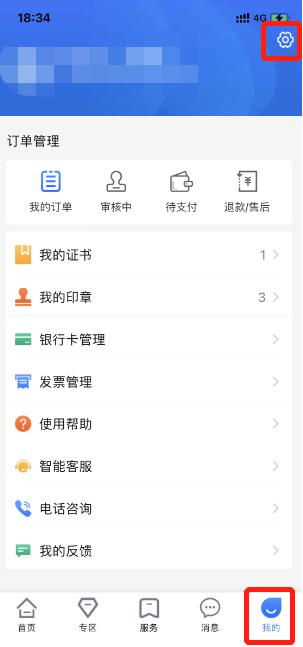 18:34
4G
订单管理
我的订单
审核中
待支付
退款/售后
我的证书
1
我的印章
3
银行卡管理
发票管理
使用帮助
智能客服
电话咨询
我的反馈
首页
专区
服务
消息
我的